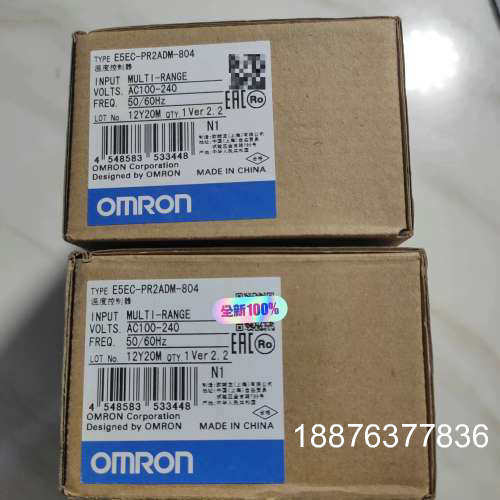 TYPE E5EC-PR2ADM-804
温度控制器
INPUT MULTI-RANGE
VOLTS. AC100-240
FREQ. 50/60Hz
LOT No. 12Y20M QTY.1 Ver 2.2
EAC Ro
N1
4 548583 533448
OMRON Corporation
Designed by OMRON
MADE IN CHINA
OMRON
TYPE E5EC-PR2ADM-804
温度控制器
INPUT MULTI-RANGE
VOLTS. AC100-240
FREQ. 50/60Hz
LOT No. 12Y20M QTY.1 Ver 2.2
全新100%
EAC Ro
N1
4 548583 533448
OMRON Corporation
Designed by OMRON
MADE IN CHINA
OMRON
18876377836